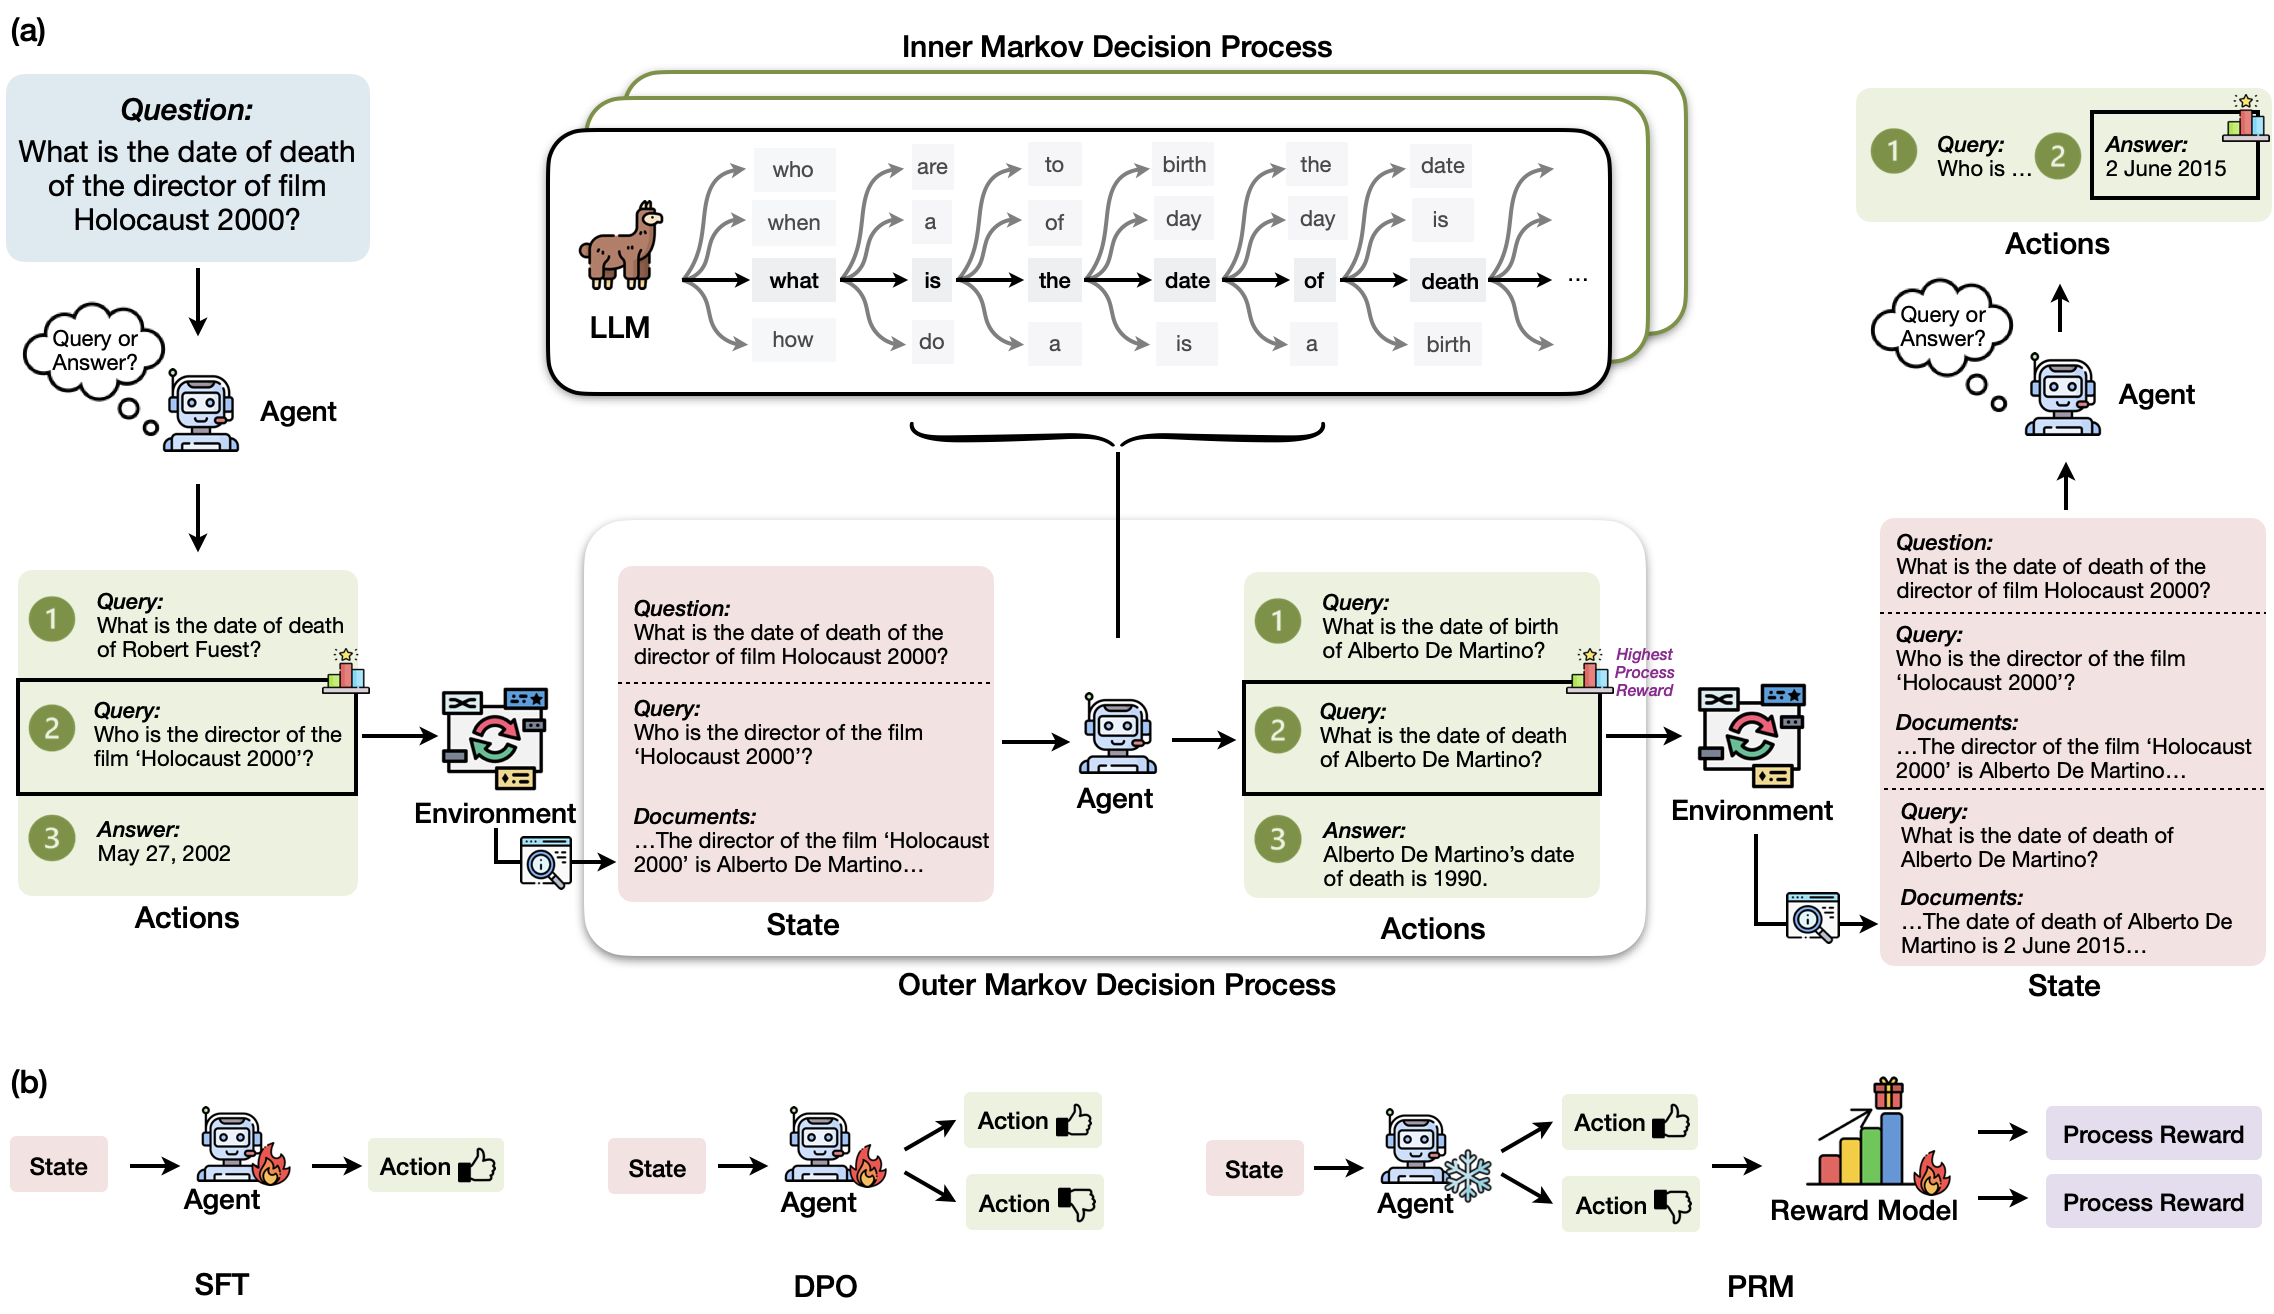 (a)
Question:
What is the date of death
of the director of film
Holocaust 2000?
Query or
Answer?
Agent
1
Query:
What is the date of death
of Robert Fuest?
2
Query:
Who is the director of the
film ‘Holocaust 2000’?
3
Answer:
May 27, 2002
Actions
Environment
Inner Markov Decision Process
LLM
who are to birth the date
when a of day day is
what is the date of death ...
how do a is a birth
Question:
What is the date of death of the
director of film Holocaust 2000?
Query:
Who is the director of the film
‘Holocaust 2000’?
Documents:
...The director of the film ‘Holocaust
2000’ is Alberto De Martino...
State
Agent
1
Query:
What is the date of birth
of Alberto De Martino?
2
Query:
What is the date of death
of Alberto De Martino?
3
Answer:
Alberto De Martino’s date
of death is 1990.
Actions
Highest
Process
Reward
Outer Markov Decision Process
Environment
Question:
What is the date of death of the
director of film Holocaust 2000?
Query:
Who is the director of the film
‘Holocaust 2000’?
Documents:
...The director of the film ‘Holocaust
2000’ is Alberto De Martino...
Query:
What is the date of death of
Alberto De Martino?
Documents:
...The date of death of Alberto De
Martino is 2 June 2015...
State
Query or
Answer?
Agent
1
Query:
Who is ...
2
Answer:
2 June 2015
Actions
(b)
State
Agent
Action
SFT
State
Agent
Action
Action
DPO
State
Agent
Action
Action
Reward Model
Process Reward
Process Reward
PRM